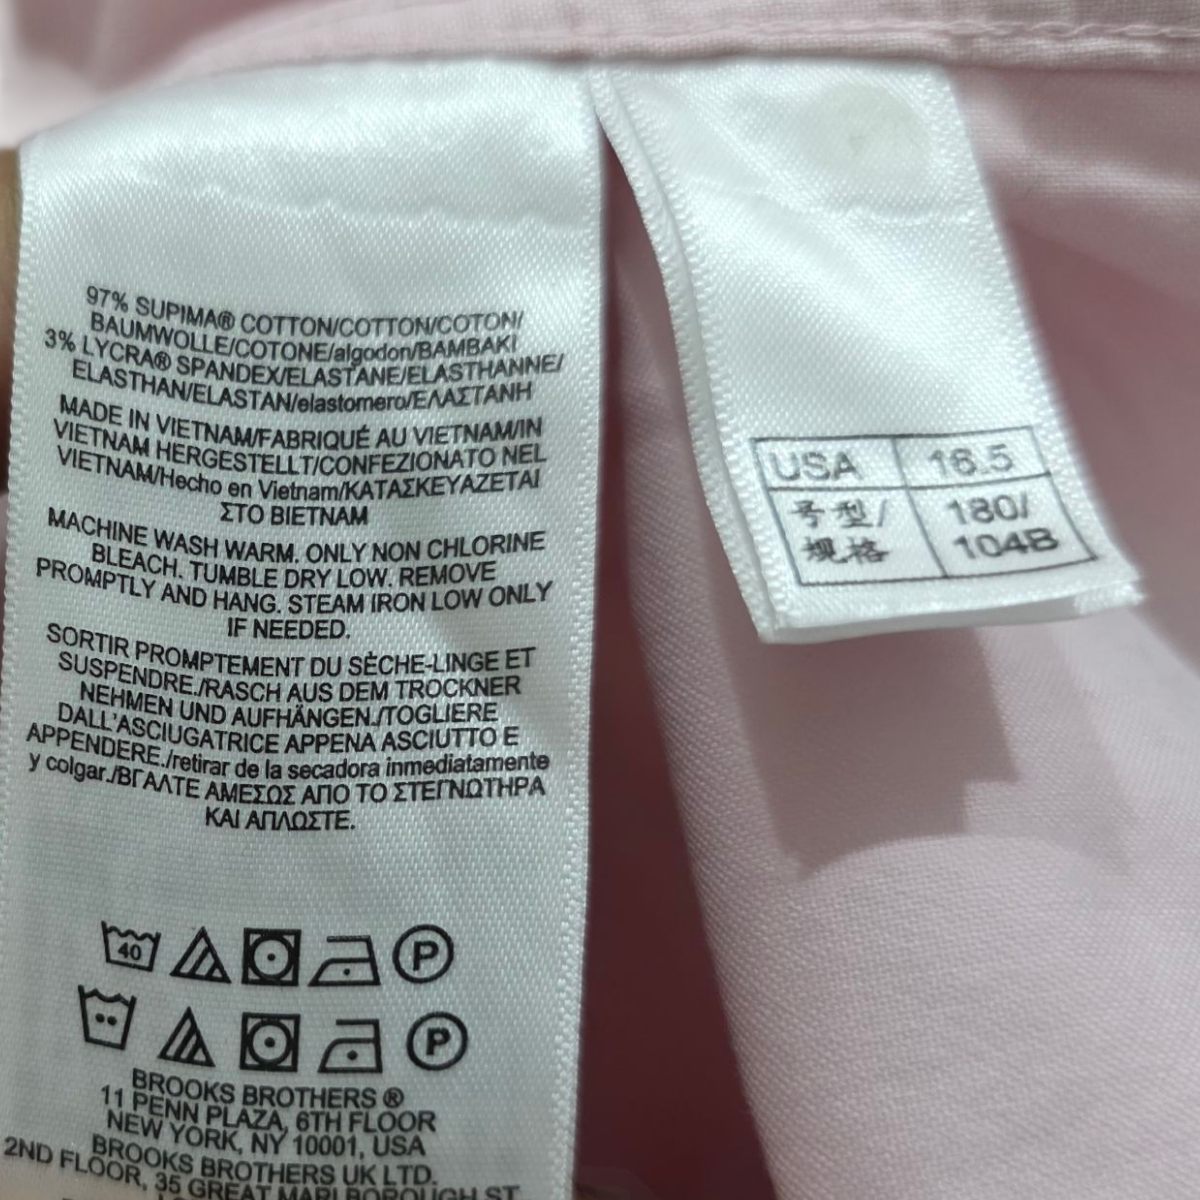 97% SUPIMA® COTTON/COTTON/COTON/
BAUMWOLLE/COTONE/algodon/BAMBAKI
3% LYCRA® SPANDEX/ELASTANE/ELASTHANNE/
ELASTHAN/ELASTAN/elastomero/ΕΛΑΣΤΑΝΗ
MADE IN VIETNAM/FABRIQUÉ AU VIETNAM/IN
VIETNAM HERGESTELLT/CONFEZIONATO NEL
VIETNAM/Hecho en Vietnam/ΚΑΤΑΣΚΕΥΑΖΕΤΑΙ
ΣΤΟ ΒΙΕΤΝΑΜ
MACHINE WASH WARM. ONLY NON CHLORINE
BLEACH. TUMBLE DRY LOW. REMOVE
PROMPTLY AND HANG. STEAM IRON LOW ONLY
IF NEEDED.
SORTIR PROMPTEMENT DU SÈCHE-LINGE ET
SUSPENDRE./RASCH AUS DEM TROCKNER
NEHMEN UND AUFHÄNGEN./TOGLIERE
DALL'ASCIUGATRICE APPENA ASCIUTTO E
APPENDERE./retirar de la secadora inmediatamente
y colgar./ΒΓΑΛΤΕ ΑΜΕΣΩΣ ΑΠΟ ΤΟ ΣΤΕΓΝΩΤΗΡΑ
ΚΑΙ ΑΠΛΩΣΤΕ.
40 P
P
BROOKS BROTHERS ®
11 PENN PLAZA, 6TH FLOOR
NEW YORK, NY 10001, USA
BROOKS BROTHERS UK LTD.
2ND FLOOR, 35 GREAT MARLBOROUGH ST
USA 16.5
号型/ 180/
规格 104B